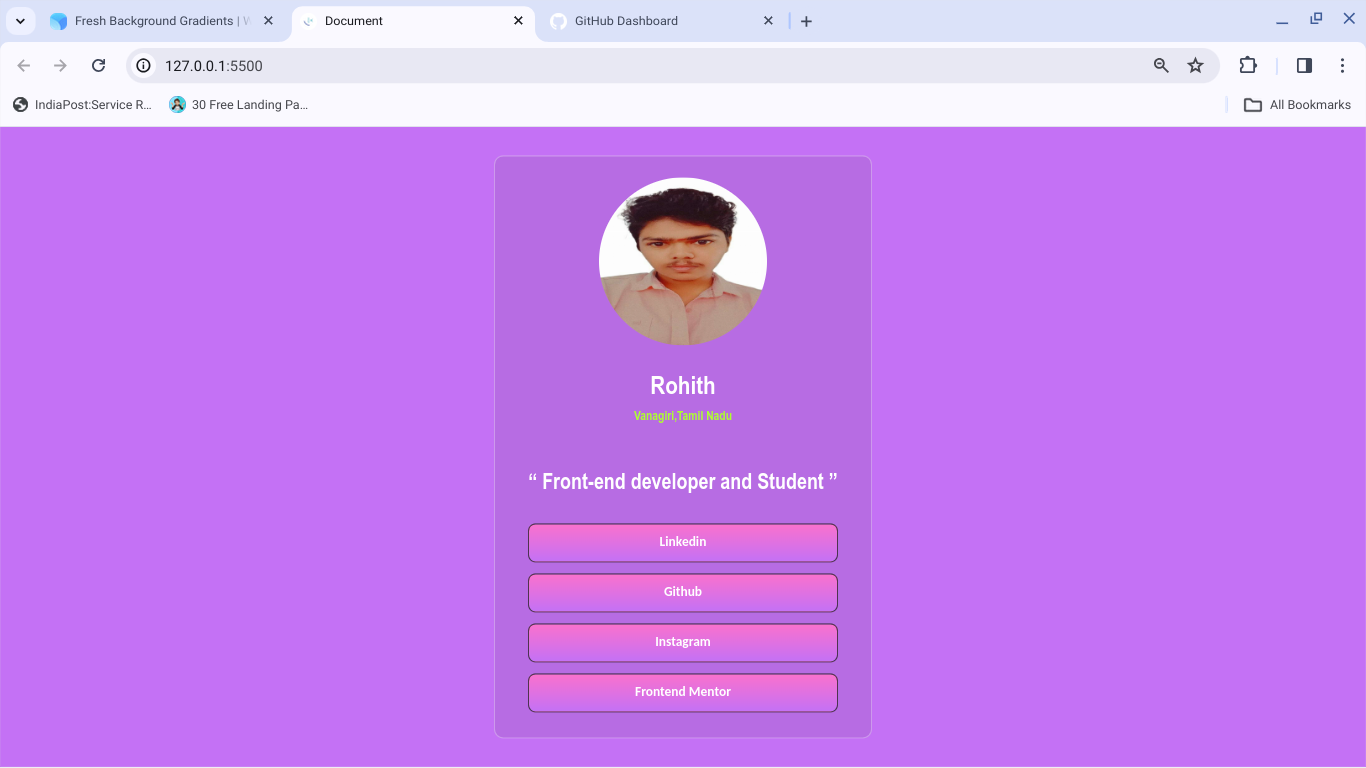 Fresh Background Gradients | W
Document
GitHub Dashboard
127.0.0.1:5500
IndiaPost:Service R...
30 Free Landing Pa...
All Bookmarks
Rohith
Vanagiri,Tamil Nadu
“ Front-end developer and Student ”
Linkedin
Github
Instagram
Frontend Mentor